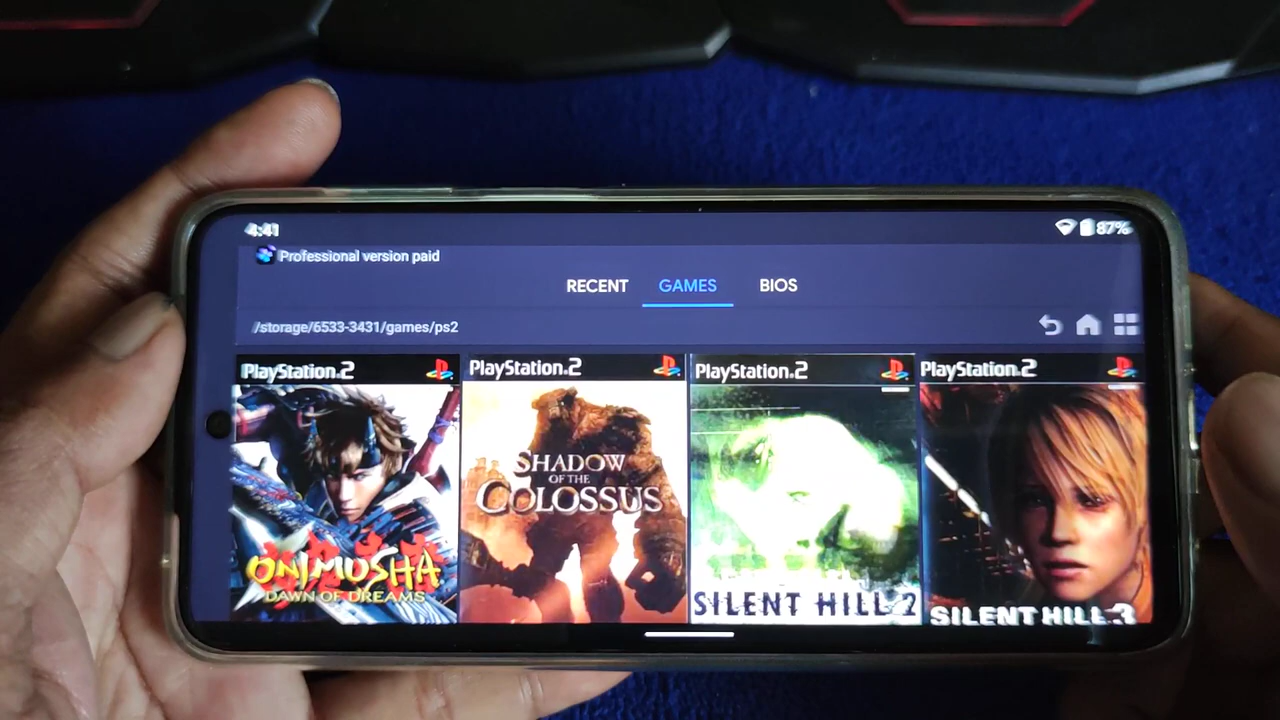 4:41
87%
Professional version paid
RECENT GAMES BIOS
/storage/6533-3431/games/ps2
PlayStation.2
ONIMUSHA
DAWN OF DREAMS
PlayStation.2
SHADOW
OF THE
COLOSSUS
PlayStation.2
SILENT HILL 2
PlayStation.2
SILENT HILL 3